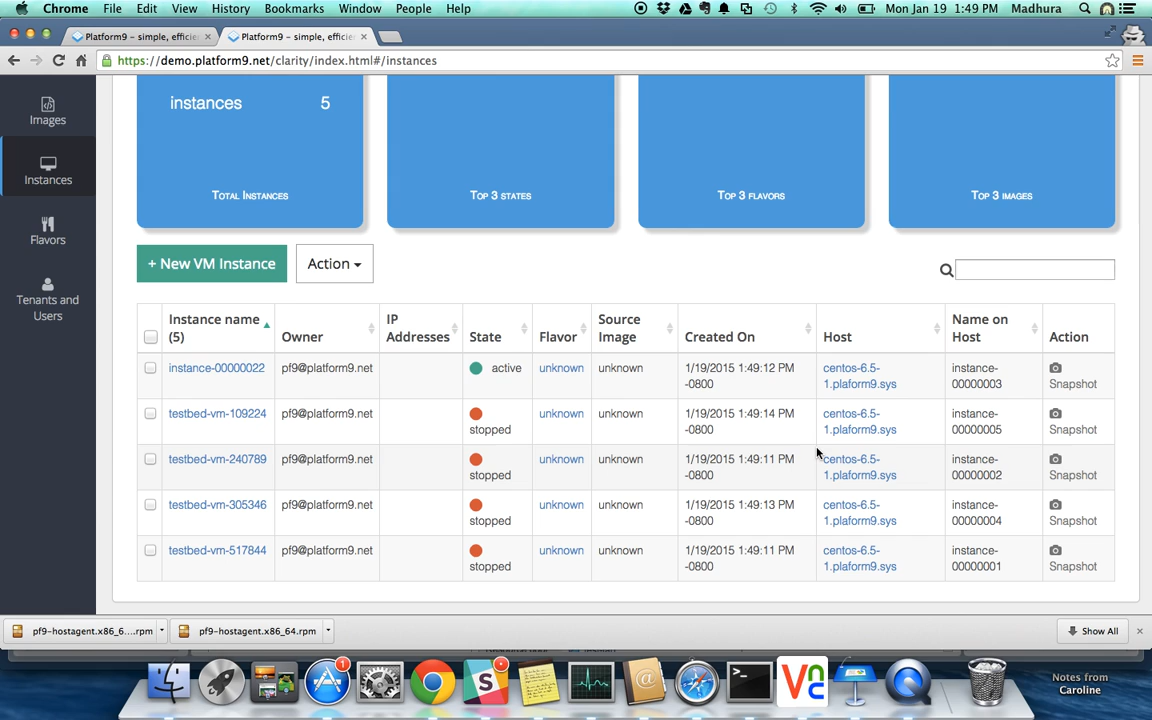 Chrome File Edit View History Bookmarks Window People Help Mon Jan 19 1:49 PM Madhura
Platform9 – simple, efficie Platform9 – simple, efficie
https://demo.platform9.net/clarity/index.html#/instances
Images
Instances
Flavors
Tenants and
Users
instances 5
Total Instances
Top 3 states
Top 3 flavors
Top 3 images
+ New VM Instance
Action
Instance name
(5)
Owner
IP
Addresses
State
Flavor
Source
Image
Created On
Host
Name on
Host
Action
instance-00000022 pf9@platform9.net active unknown unknown 1/19/2015 1:49:12 PM centos-6.5- instance-
-0800 1.plaform9.sys 00000003 Snapshot
testbed-vm-109224 pf9@platform9.net unknown unknown 1/19/2015 1:49:14 PM centos-6.5- instance-
stopped -0800 1.plaform9.sys 00000005 Snapshot
testbed-vm-240789 pf9@platform9.net unknown unknown 1/19/2015 1:49:11 PM centos-6.5- instance-
stopped -0800 1.plaform9.sys 00000002 Snapshot
testbed-vm-305346 pf9@platform9.net unknown unknown 1/19/2015 1:49:13 PM centos-6.5- instance-
stopped -0800 1.plaform9.sys 00000004 Snapshot
testbed-vm-517844 pf9@platform9.net unknown unknown 1/19/2015 1:49:11 PM centos-6.5- instance-
stopped -0800 1.plaform9.sys 00000001 Snapshot
pf9-hostagent.x86_6....rpm pf9-hostagent.x86_64.rpm Show All
1
S
@
>_
VNC
Notes from
Caroline